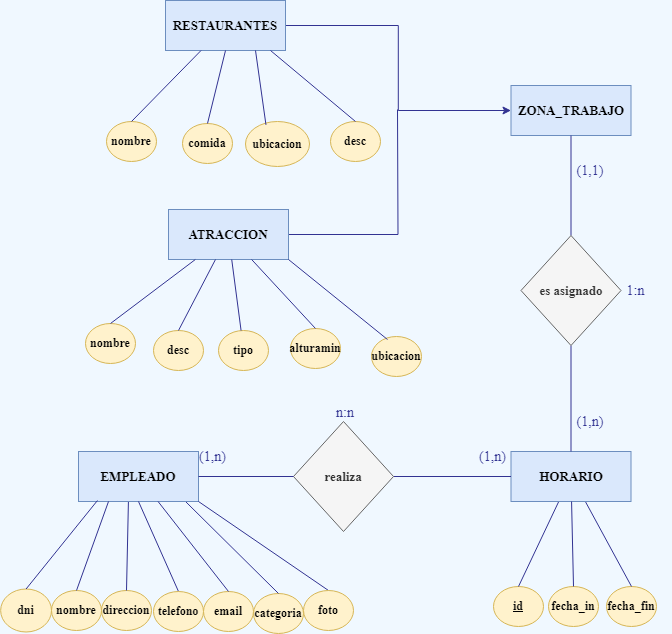 RESTAURANTES
nombre
comida
ubicacion
desc
ZONA_TRABAJO
(1,1)
ATRACCION
nombre
desc
tipo
alturamin
ubicacion
es asignado
1:n
(1,n)
n:n
EMPLEADO
(1,n)
realiza
(1,n)
HORARIO
dni
nombre
direccion
telefono
email
categoria
foto
id
fecha_in
fecha_fin